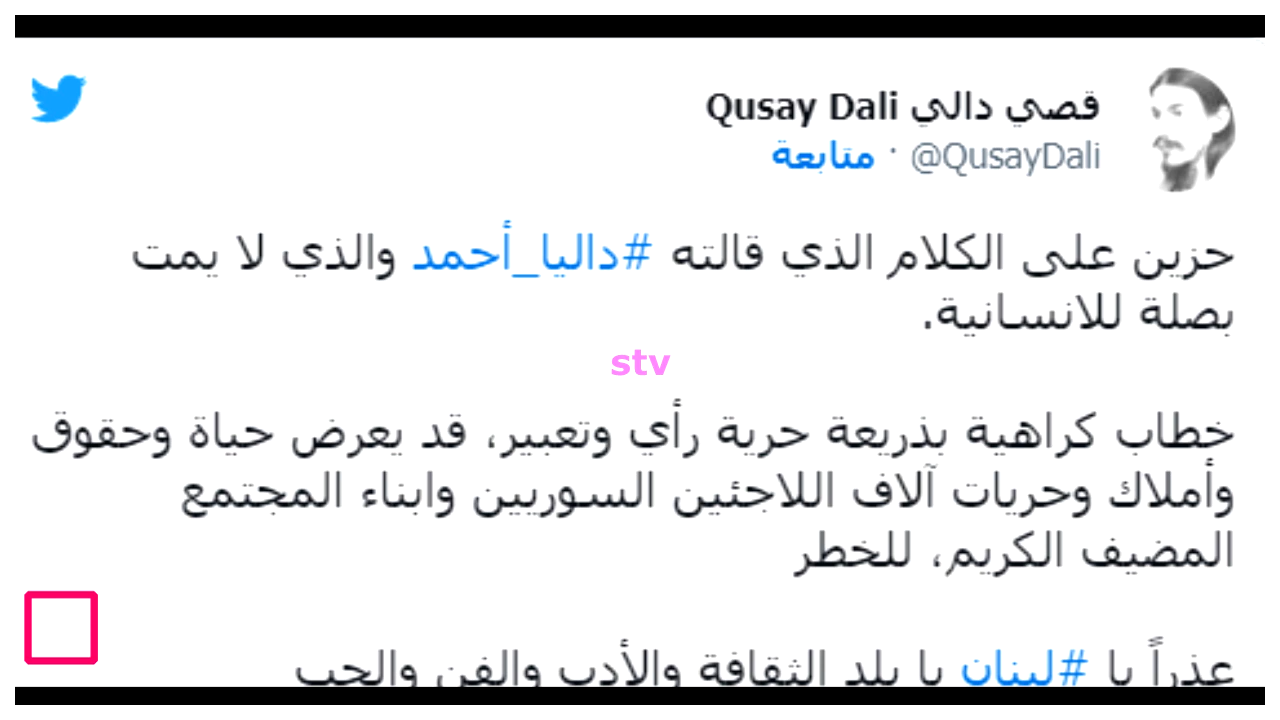 قصي دالي Qusay Dali
@QusayDali · متابعة
حزين على الكلام الذي قالته #داليا_أحمد والذي لا يمت
بصلة للانسانية.
stv
خطاب كراهية بذريعة حرية رأي وتعبير، قد يعرض حياة وحقوق
وأملاك وحريات آلاف اللاجئين السوريين وابناء المجتمع
المضيف الكريم، للخطر
عذراً يا #لبنان يا بلد الثقافة والأدب والفن والحب